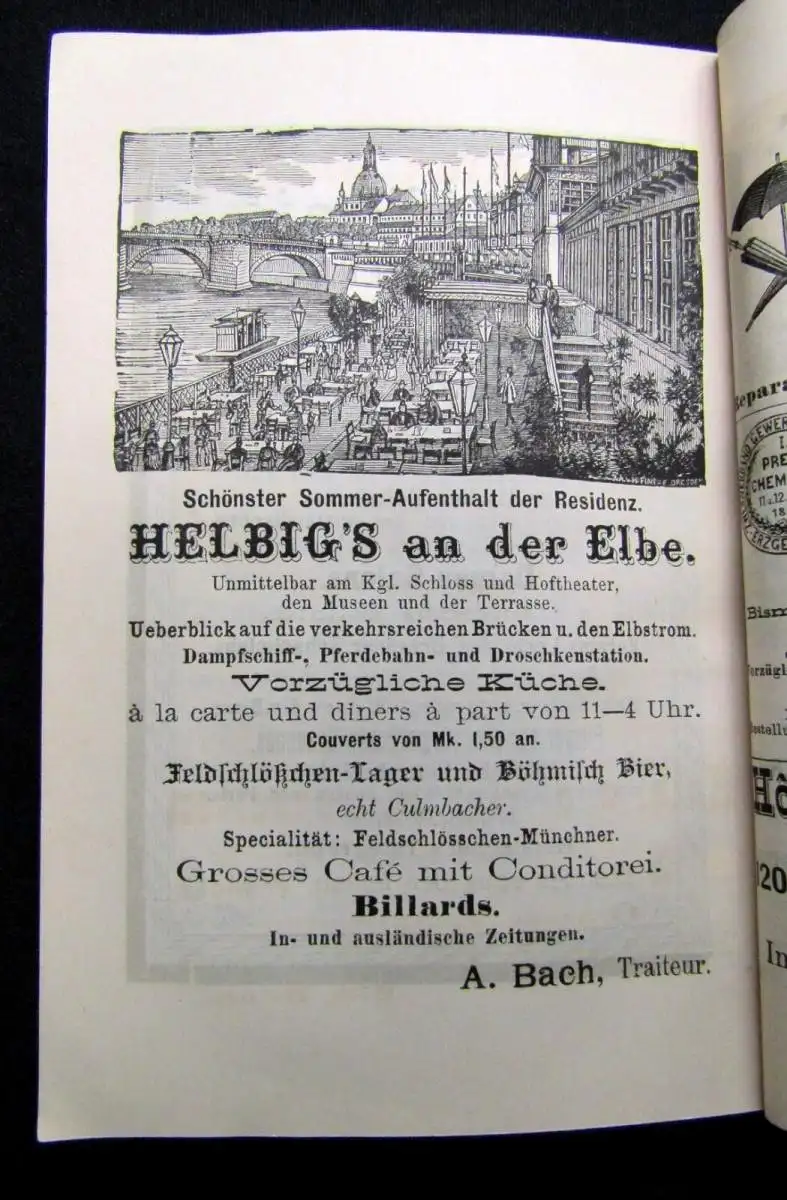 Schönster Sommer-Aufenthalt der Residenz.
HELBIG'S an der Elbe.
Unmittelbar am Kgl. Schloss und Hoftheater,
den Museen und der Terrasse.
Ueberblick auf die verkehrsreichen Brücken u. den Elbstrom.
Dampfschiff-, Pferdebahn- und Droschkenstation.
Vorzügliche Küche.
à la carte und diners à part von 11—4 Uhr.
Couverts von Mk. 1,50 an.
Feldschlößchen-Lager und Böhmisch Bier,
echt Culmbacher.
Specialität: Feldschlösschen-Münchner.
Grosses Café mit Conditorei.
Billards.
In- und ausländische Zeitungen.
A. Bach, Traiteur.